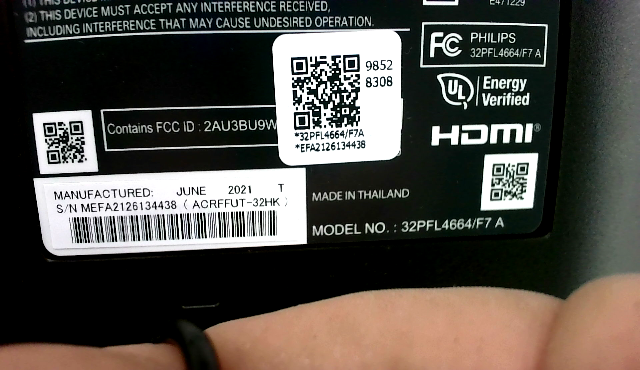 (2) THIS DEVICE MUST ACCEPT ANY INTERFERENCE RECEIVED,
INCLUDING INTERFERENCE THAT MAY CAUSE UNDESIRED OPERATION.
E471229
FC PHILIPS
32PFL4664/F7 A
UL Energy
Verified
HDMI®
9852
8308
*32PFL4664/F7A
*EFA2126134438
Contains FCC ID : 2AU3BU9W
MANUFACTURED: JUNE 2021 T
S/N MEFA2126134438 ( ACRFFUT-32HK )
MADE IN THAILAND
MODEL NO. : 32PFL4664/F7 A